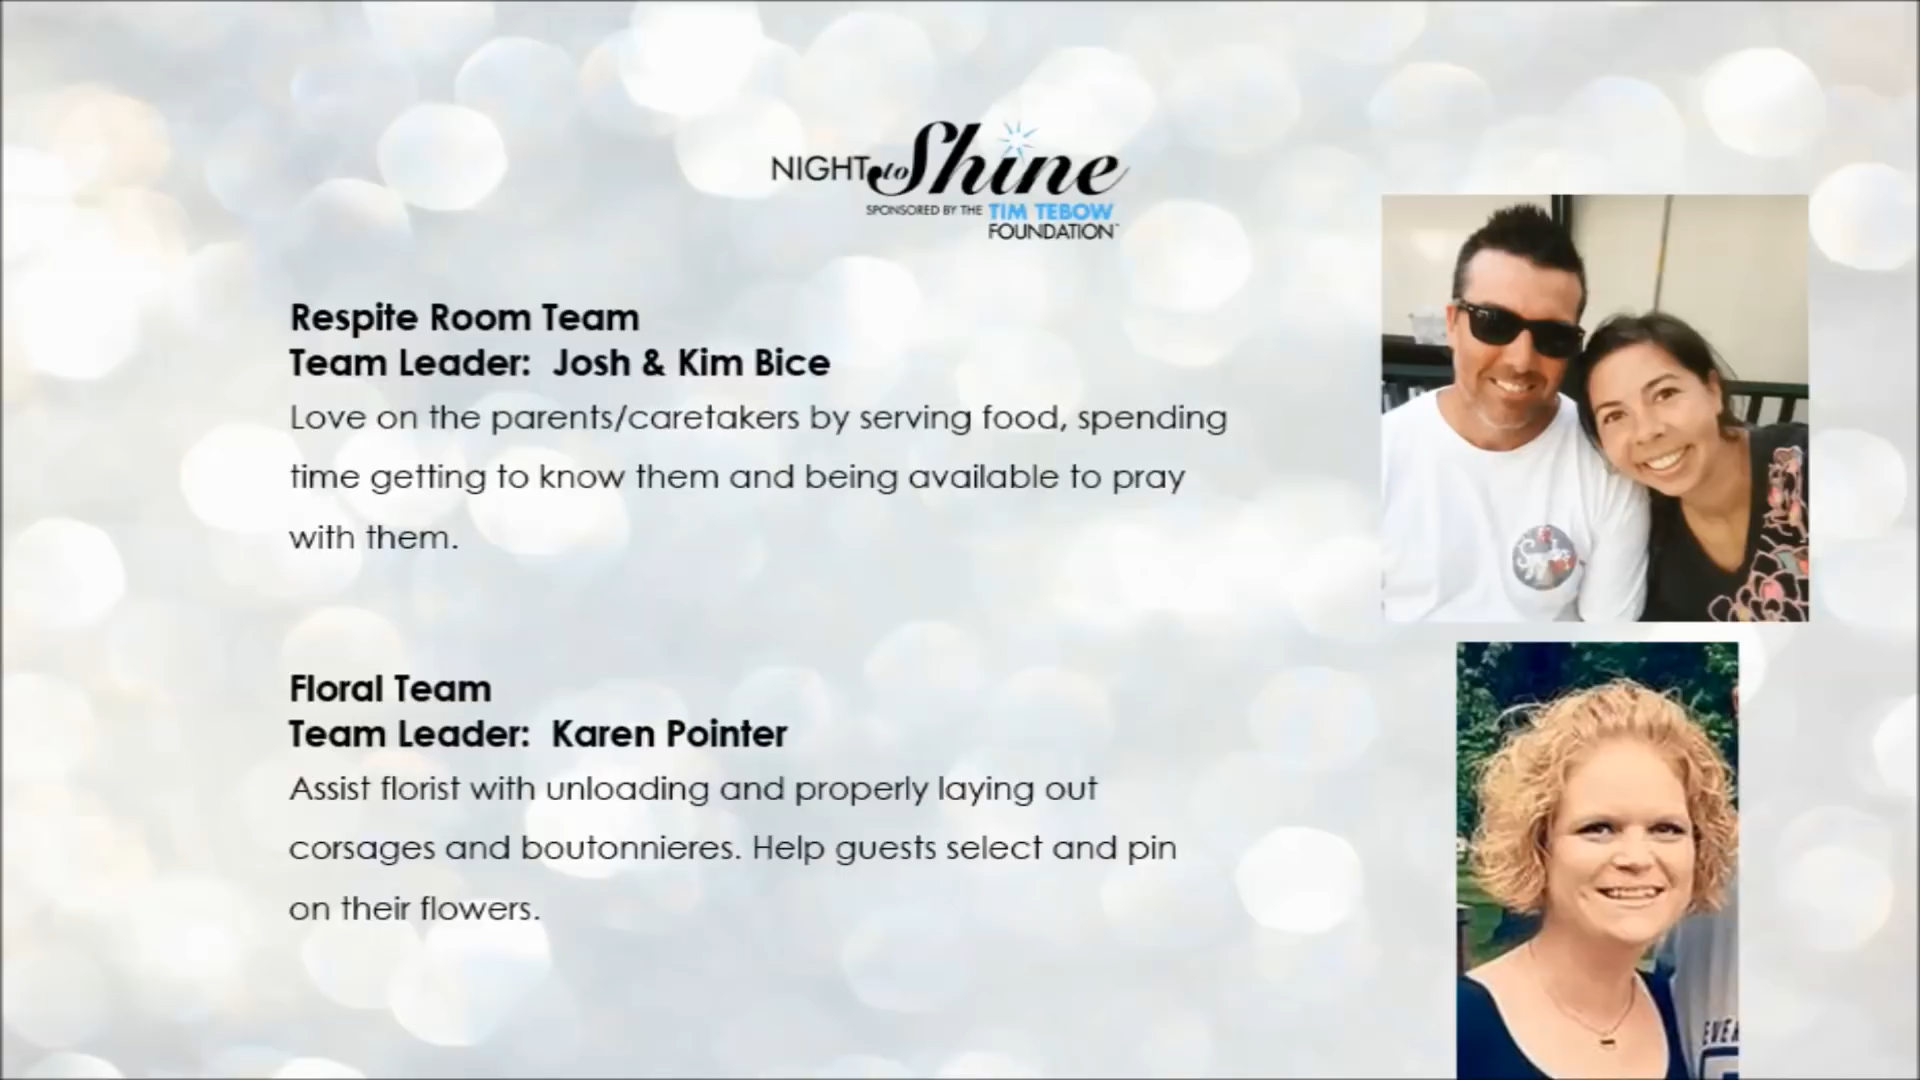 NIGHT to Shine
SPONSORED BY THE TIM TEBOW
FOUNDATION
Respite Room Team
Team Leader: Josh & Kim Bice
Love on the parents/caretakers by serving food, spending
time getting to know them and being available to pray
with them.
Floral Team
Team Leader: Karen Pointer
Assist florist with unloading and properly laying out
corsages and boutonnieres. Help guests select and pin
on their flowers.